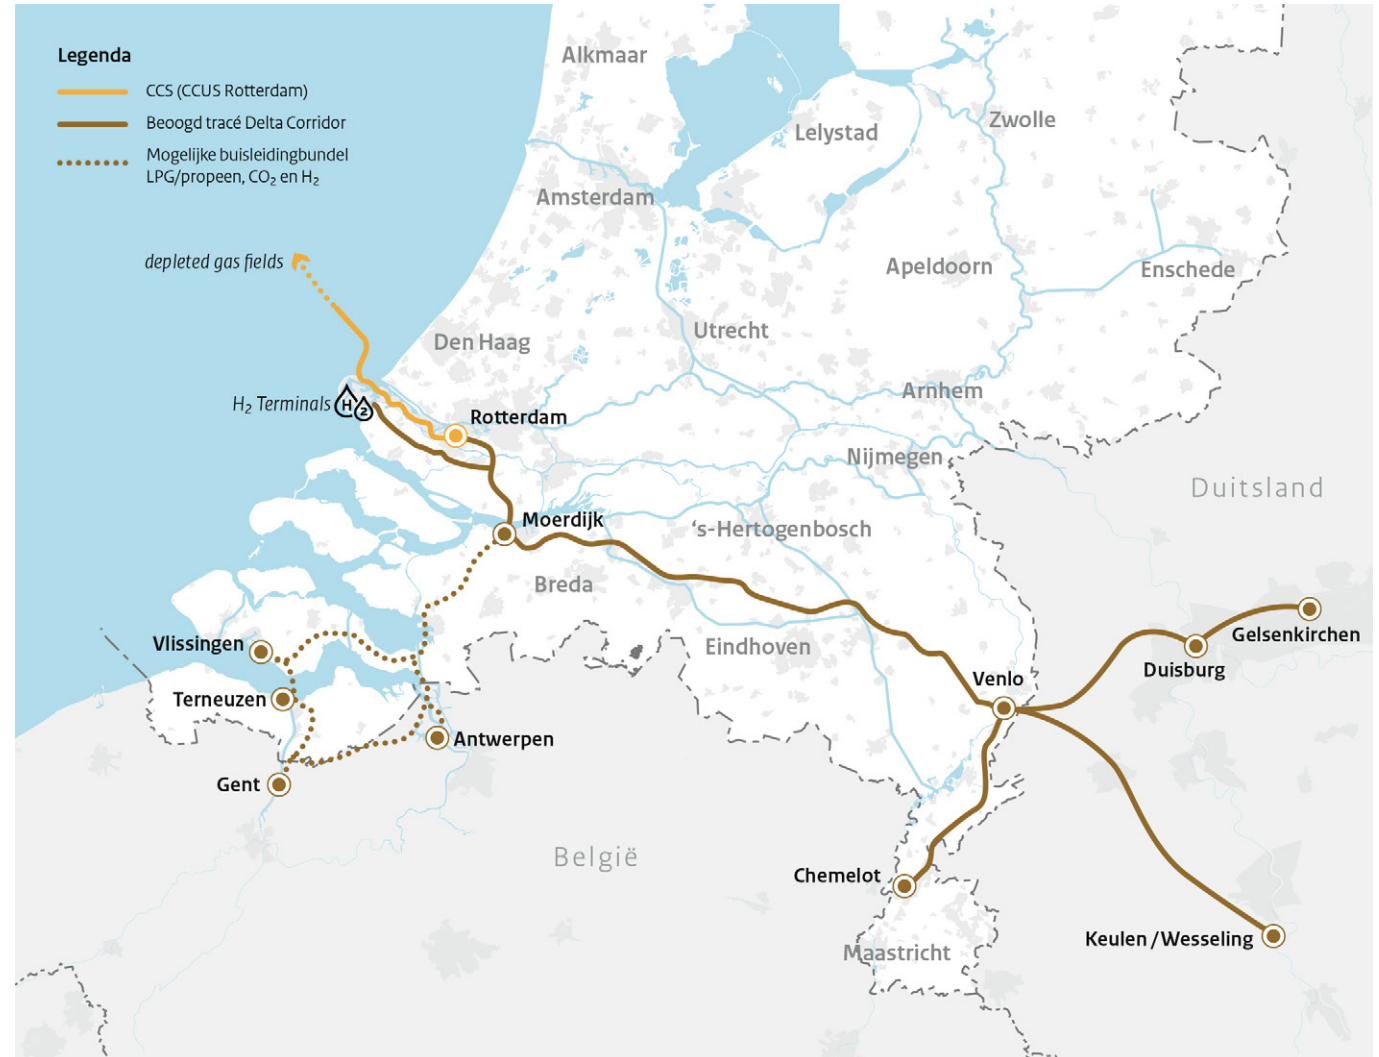 Legenda
CCS (CCUS Rotterdam)
Beoogd tracé Delta Corridor
Mogelijke buisleidingbundel
LPG/propeen, CO₂ en H₂
Alkmaar
Lelystad
Zwolle
Amsterdam
depleted gas fields
Apeldoorn
Enschede
Utrecht
Den Haag
Arnhem
H₂ Terminals
H 2
Rotterdam
Nijmegen
Duitsland
Moerdijk
's-Hertogenbosch
Breda
Gelsenkirchen
Vlissingen
Eindhoven
Duisburg
Venlo
Terneuzen
Antwerpen
Gent
België
Chemelot
Keulen / Wesseling
Maastricht